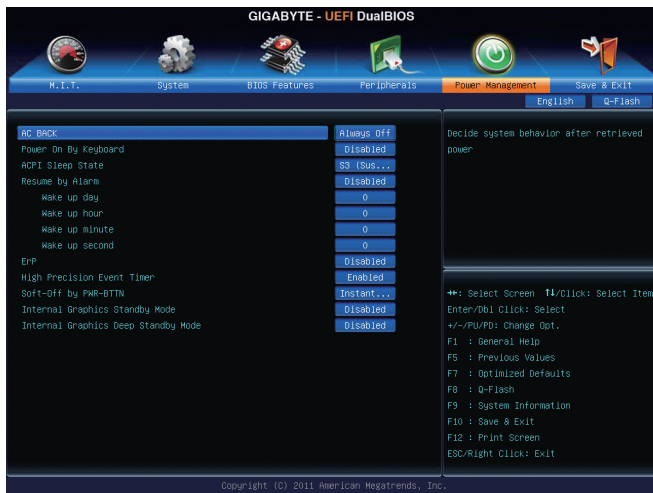 GIGABYTE - UEFI DualBIOS
M.I.T. System BIOS Features Peripherals Power Management Save & Exit
English Q-Flash
AC BACK Always Off
Power On By Keyboard Disabled
ACPI Sleep State S3 (Sus...
Resume by Alarm Disabled
Wake up day 0
Wake up hour 0
Wake up minute 0
Wake up second 0
ErP Disabled
High Precision Event Timer Enabled
Soft-Off by PWR-BTTN Instant...
Internal Graphics Standby Mode Disabled
Internal Graphics Deep Standby Mode Disabled
Decide system behavior after retrieved
power
→←: Select Screen ↑↓/Click: Select Item
Enter/Dbl Click: Select
+/-/PU/PD: Change Opt.
F1 : General Help
F5 : Previous Values
F7 : Optimized Defaults
F8 : Q-Flash
F9 : System Information
F10 : Save & Exit
F12 : Print Screen
ESC/Right Click: Exit
Copyright (C) 2011 American Megatrends, Inc.